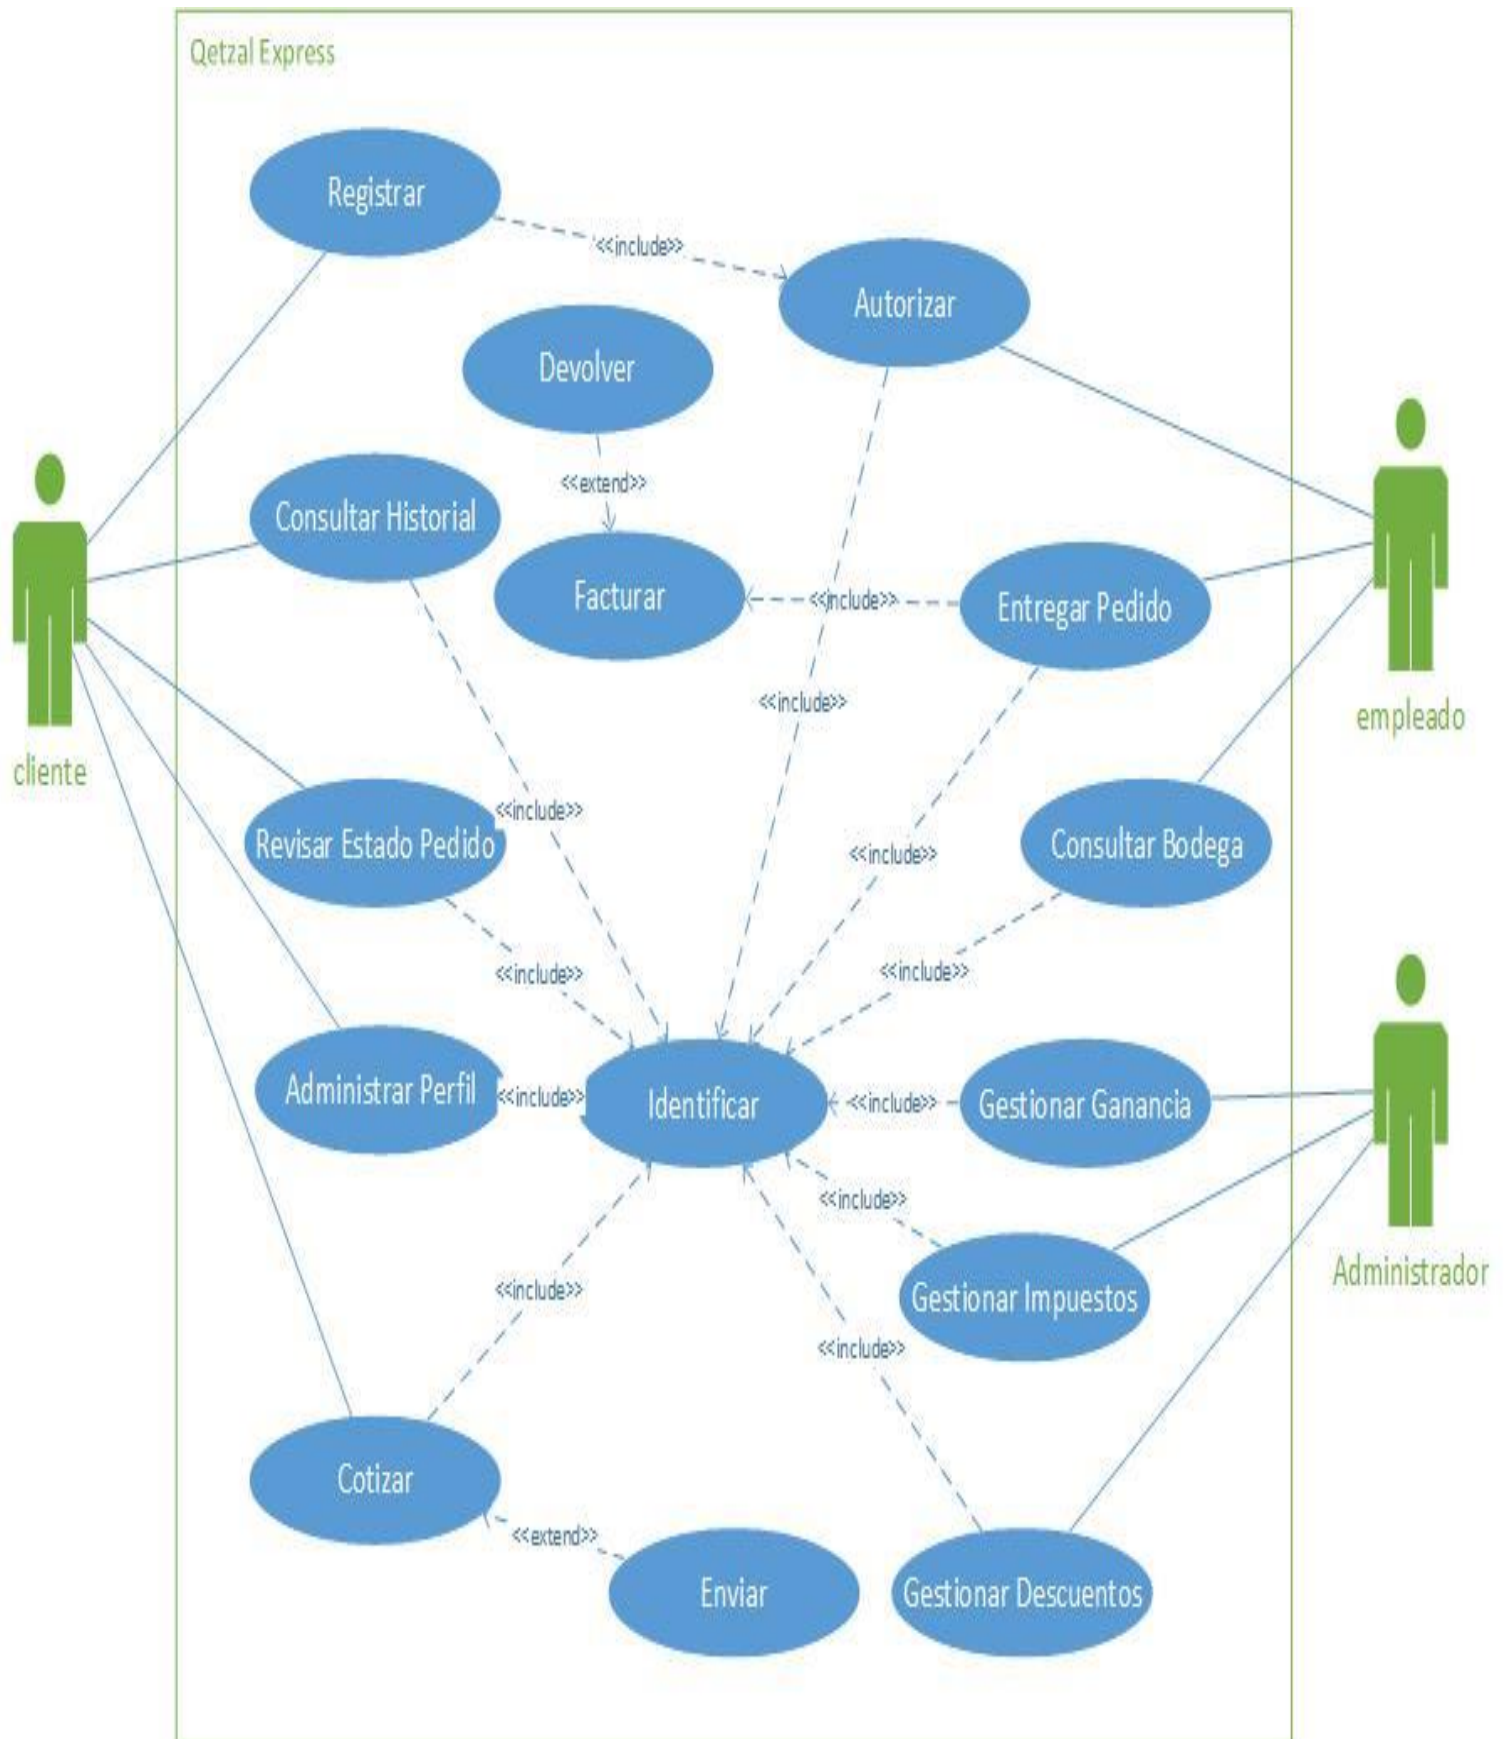 Qetzal Express
Registrar
<<include>>
Autorizar
Devolver
<<extend>>
Consultar Historial
Facturar
<<include>>
Entregar Pedido
<<include>>
empleado
cliente
<<include>>
Revisar Estado Pedido
<<include>>
Consultar Bodega
<<include>>
<<include>>
Administrar Perfil
<<include>>
Identificar
<<include>>
Gestionar Ganancia
<<include>>
Administrador
<<include>>
Gestionar Impuestos
<<include>>
Cotizar
<<extend>>
Enviar
Gestionar Descuentos